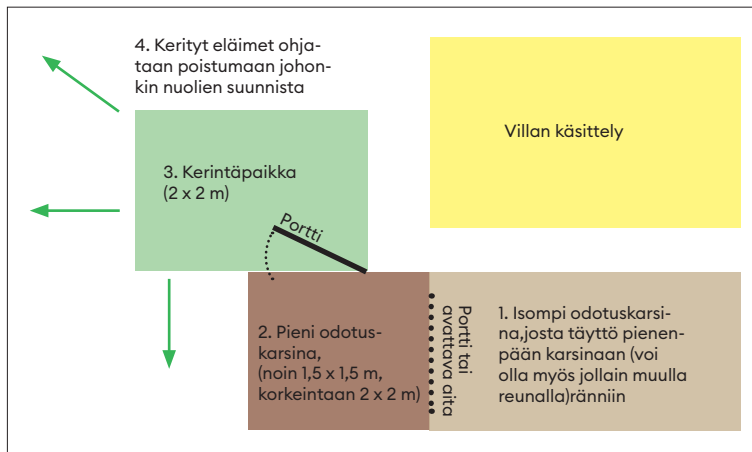 4. Kerityt eläimet ohja-
taan poistumaan johon-
kin nuolien suunnista
Villan käsittely
3. Kerintäpaikka
(2 x 2 m)
Portti
2. Pieni odotus-
karsina,
(noin 1,5 x 1,5 m,
korkeintaan 2 x 2 m)
Portti tai
avattava aita
1. Isompi odotuskarsi-
na,josta täyttö pienen-
pään karsinaan (voi
olla myös jollain muulla
reunalla)ränniin